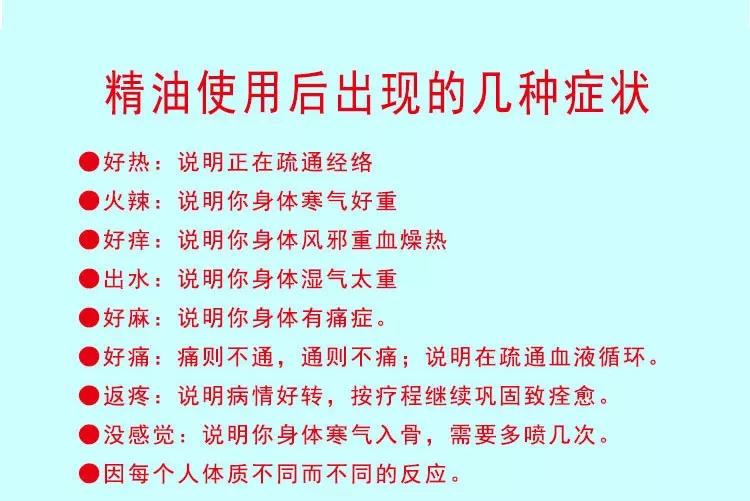 精油使用后出现的几种症状
●好热：说明正在疏通经络
●火辣：说明你身体寒气好重
●好痒：说明你身体风邪重血燥热
●出水：说明你身体湿气太重
●好麻：说明你身体有痛症。
●好痛：痛则不通，通则不痛；说明在疏通血液循环。
●返疼：说明病情好转，按疗程继续巩固致痊愈。
●没感觉：说明你身体寒气入骨，需要多喷几次。
●因每个人体质不同而不同的反应。